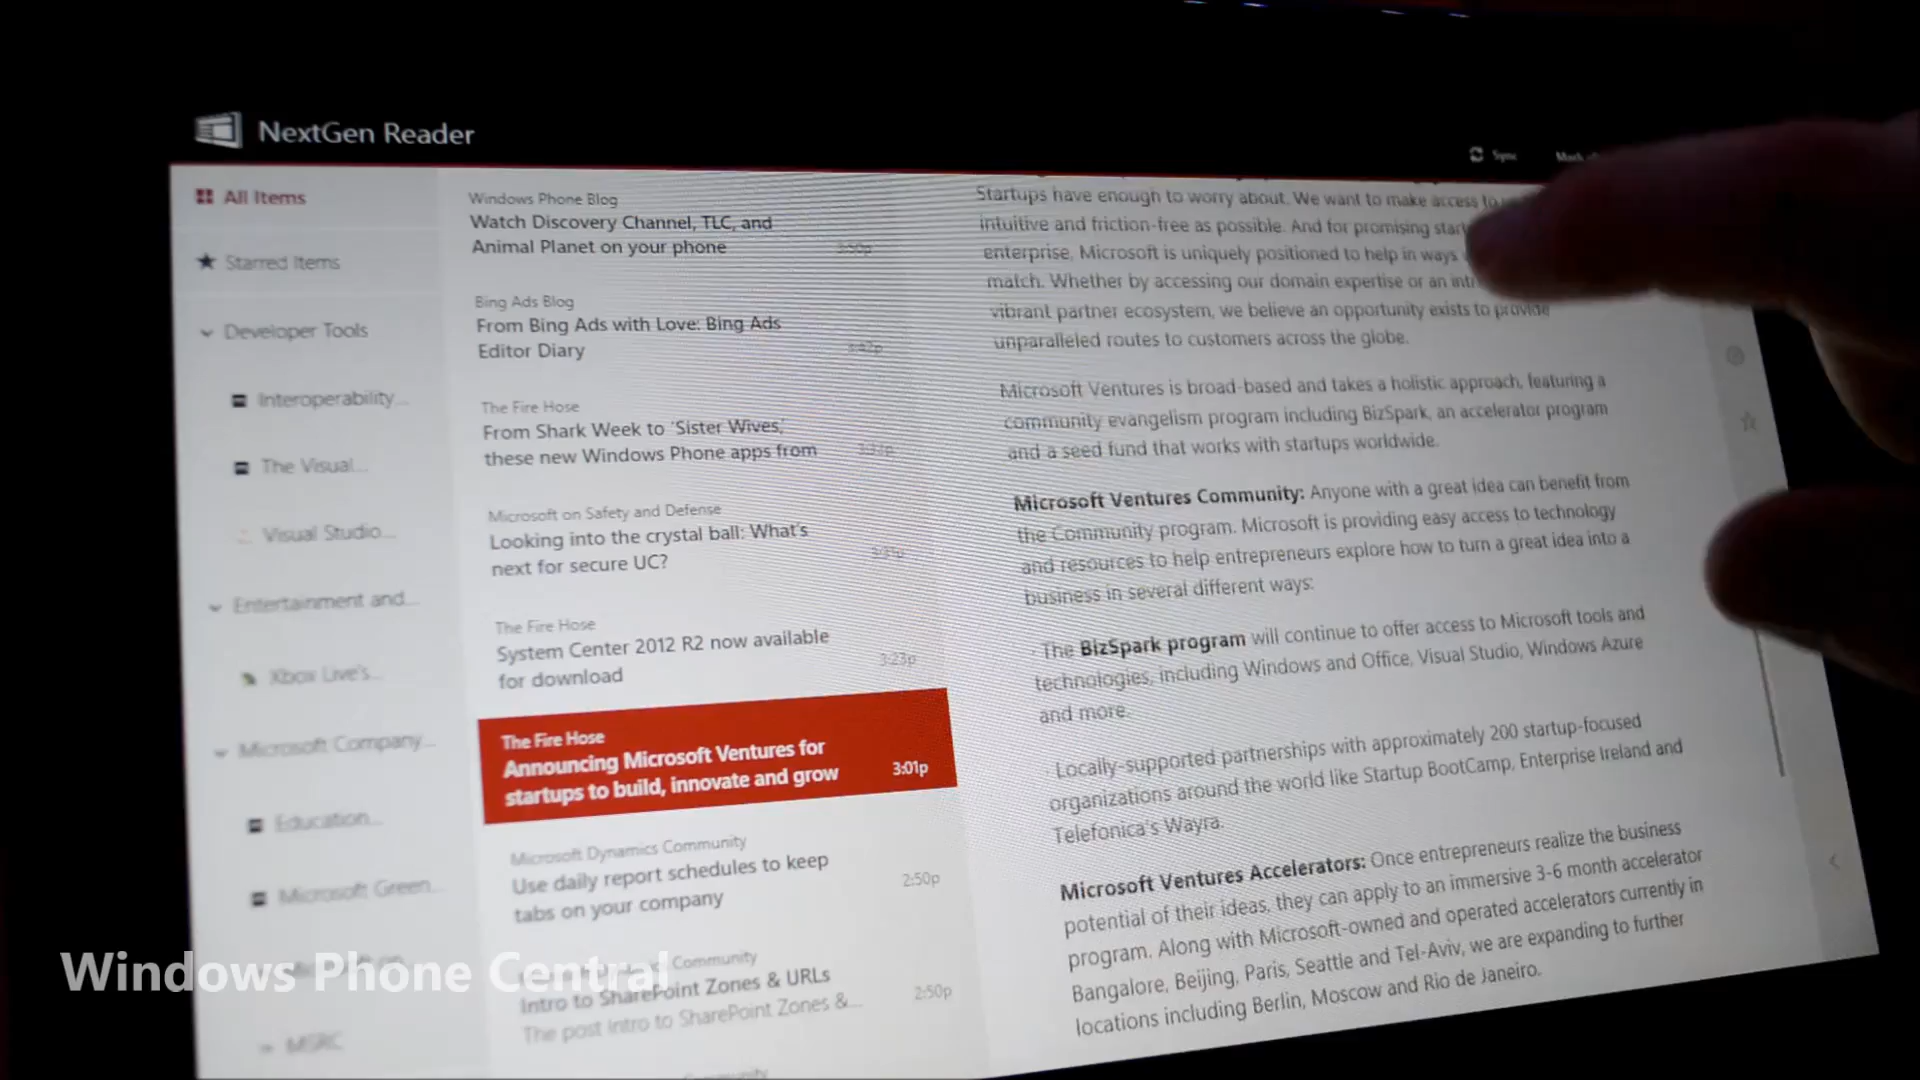 NextGen Reader
Sync
All Items
Starred Items
Developer Tools
Interoperability...
The Visual...
Visual Studio...
Entertainment and...
Xbox Live's...
Microsoft Company...
Education...
Microsoft Green...
MSRC
Windows Phone Blog
Watch Discovery Channel, TLC, and
Animal Planet on your phone
3:50p
Bing Ads Blog
From Bing Ads with Love: Bing Ads
Editor Diary
3:42p
The Fire Hose
From Shark Week to 'Sister Wives,'
these new Windows Phone apps from
Microsoft on Safety and Defense
Looking into the crystal ball: What's
next for secure UC?
The Fire Hose
System Center 2012 R2 now available
for download
3:23p
The Fire Hose
Announcing Microsoft Ventures for
startups to build, innovate and grow
3:01p
Microsoft Dynamics Community
Use daily report schedules to keep
tabs on your company
2:50p
Community
Intro to SharePoint Zones & URLs
The post Intro to SharePoint Zones &...
2:50p
Startups have enough to worry about. We want to make access to
intuitive and friction-free as possible. And for promising
enterprise, Microsoft is uniquely positioned to help in ways
match. Whether by accessing our domain expertise or an
vibrant partner ecosystem, we believe an opportunity exists to provide
unparalleled routes to customers across the globe.
Microsoft Ventures is broad-based and takes a holistic approach, featuring a
community evangelism program including BizSpark, an accelerator program
and a seed fund that works with startups worldwide.
Microsoft Ventures Community: Anyone with a great idea can benefit from
the Community program. Microsoft is providing easy access to technology
and resources to help entrepreneurs explore how to turn a great idea into a
business in several different ways:
· The BizSpark program will continue to offer access to Microsoft tools and
technologies, including Windows and Office, Visual Studio, Windows Azure
and more.
· Locally-supported partnerships with approximately 200 startup-focused
organizations around the world like Startup BootCamp, Enterprise Ireland and
Telefonica's Wayra.
Microsoft Ventures Accelerators: Once entrepreneurs realize the business
potential of their ideas, they can apply to an immersive 3-6 month accelerator
program. Along with Microsoft-owned and operated accelerators currently in
Bangalore, Beijing, Paris, Seattle and Tel-Aviv, we are expanding to further
locations including Berlin, Moscow and Rio de Janeiro.
Windows Phone Central